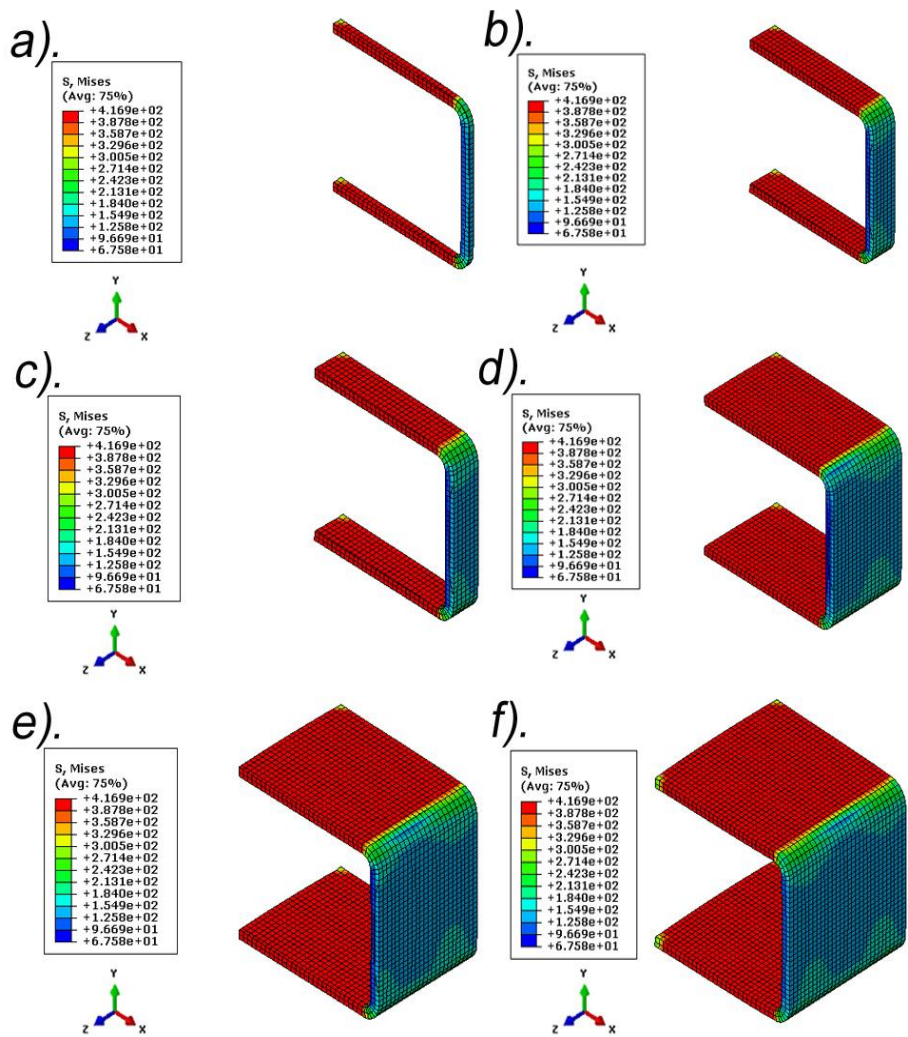 a).
S, Mises
(Avg: 75%)
+4.169e+02
+3.878e+02
+3.587e+02
+3.296e+02
+3.005e+02
+2.714e+02
+2.423e+02
+2.131e+02
+1.840e+02
+1.549e+02
+1.258e+02
+9.669e+01
+6.758e+01
Y
Z
X
b).
S, Mises
(Avg: 75%)
+4.169e+02
+3.878e+02
+3.587e+02
+3.296e+02
+3.005e+02
+2.714e+02
+2.423e+02
+2.131e+02
+1.840e+02
+1.549e+02
+1.258e+02
+9.669e+01
+6.758e+01
Y
Z
X
c).
S, Mises
(Avg: 75%)
+4.169e+02
+3.878e+02
+3.587e+02
+3.296e+02
+3.005e+02
+2.714e+02
+2.423e+02
+2.131e+02
+1.840e+02
+1.549e+02
+1.258e+02
+9.669e+01
+6.758e+01
Y
Z
X
d).
S, Mises
(Avg: 75%)
+4.169e+02
+3.878e+02
+3.587e+02
+3.296e+02
+3.005e+02
+2.714e+02
+2.423e+02
+2.131e+02
+1.840e+02
+1.549e+02
+1.258e+02
+9.669e+01
+6.758e+01
Y
Z
X
e).
S, Mises
(Avg: 75%)
+4.169e+02
+3.878e+02
+3.587e+02
+3.296e+02
+3.005e+02
+2.714e+02
+2.423e+02
+2.131e+02
+1.840e+02
+1.549e+02
+1.258e+02
+9.669e+01
+6.751e+01
Y
Z
X
f).
S, Mises
(Avg: 75%)
+4.169e+02
+3.878e+02
+3.587e+02
+3.296e+02
+3.005e+02
+2.714e+02
+2.423e+02
+2.131e+02
+1.840e+02
+1.549e+02
+1.258e+02
+9.669e+01
+6.751e+01
Y
Z
X